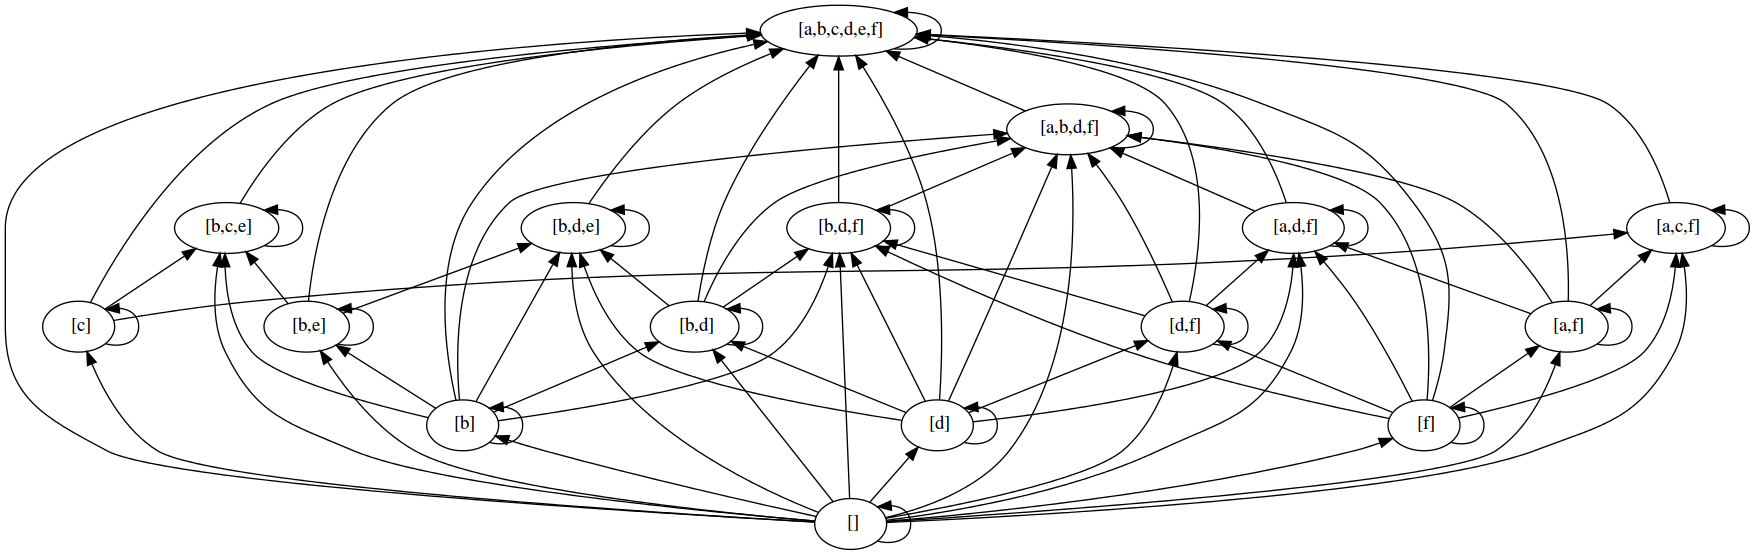 [a,b,c,d,e,f]
[a,b,d,f]
[b,c,e] [b,d,e] [b,d,f] [a,d,f] [a,c,f]
[c] [b,e] [b,d] [d,f] [a,f]
[b] [d] [f]
[]